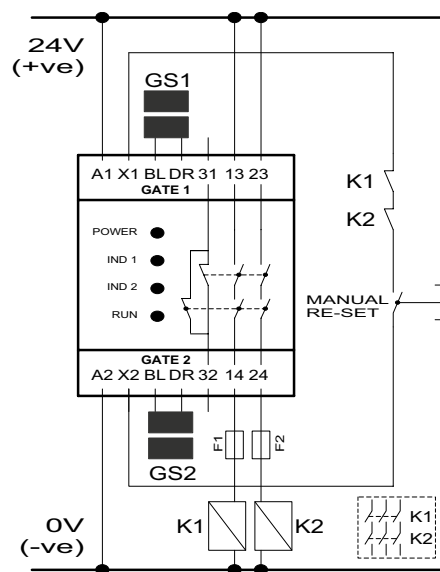 24V
(+ve)
GS1
A1 X1 BL DR 31 13 23
GATE 1
K1
K2
POWER
IND 1
IND 2
RUN
MANUAL
RE-SET
GATE 2
A2 X2 BL DR 32 14 24
F1
F2
GS2
0V
(-ve)
K1
K2
K1
K2